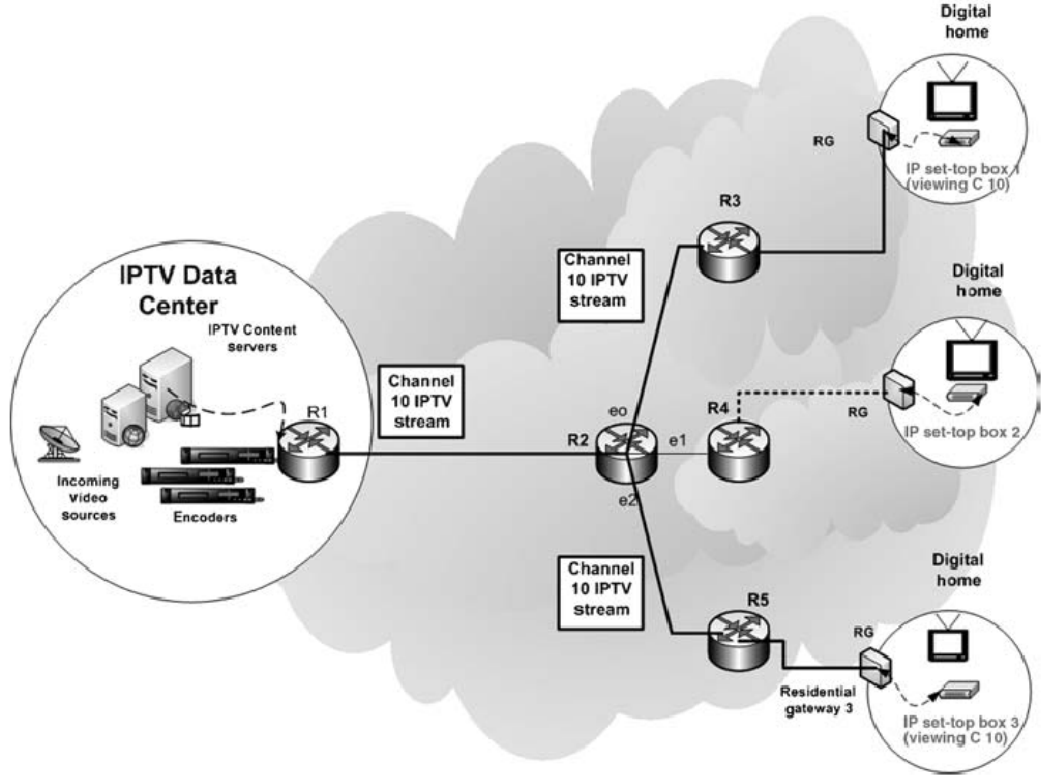 Digital
home
RG
IP set-top box 1
(viewing C 10)
R3
Channel
10 IPTV
stream
IPTV Data
Center
IPTV Content
servers
R1
Incoming
video
sources
Encoders
Channel
10 IPTV
stream
eo
R2
e1
e2
R4
Digital
home
RG
IP set-top box 2
Channel
10 IPTV
stream
R5
Digital
home
RG
Residential
gateway 3
IP set-top box 3
(viewing C 10)